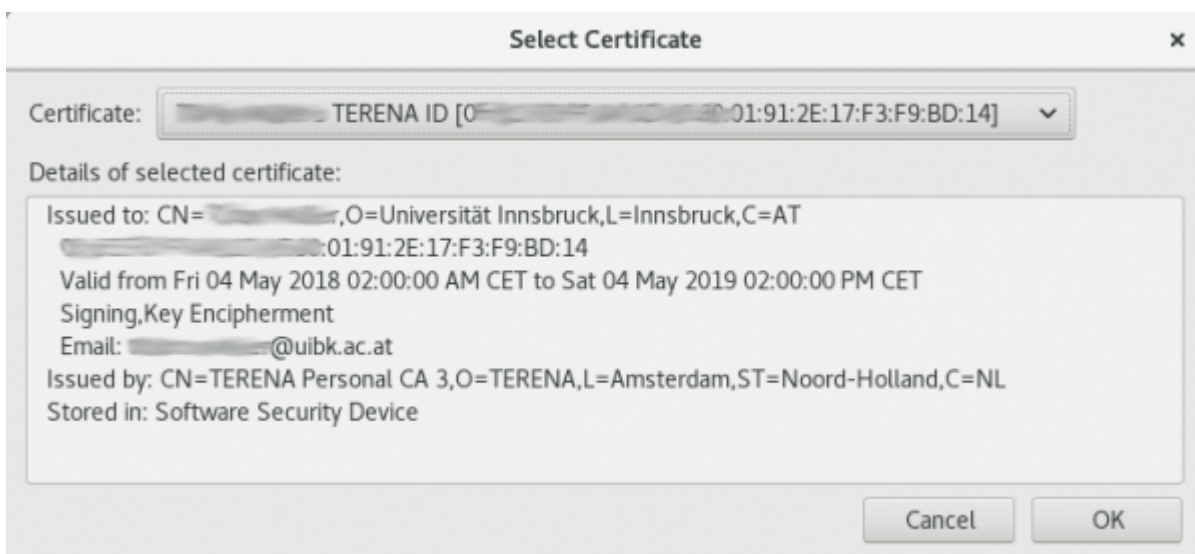 Select Certificate
Certificate: TERENA ID [0 :01:91:2E:17:F3:F9:BD:14]
Details of selected certificate:
Issued to: CN= ,O=Universität Innsbruck,L=Innsbruck,C=AT
:01:91:2E:17:F3:F9:BD:14
Valid from Fri 04 May 2018 02:00:00 AM CET to Sat 04 May 2019 02:00:00 PM CET
Signing,Key Encipherment
Email: @uibk.ac.at
Issued by: CN=TERENA Personal CA 3,O=TERENA,L=Amsterdam,ST=Noord-Holland,C=NL
Stored in: Software Security Device
Cancel OK